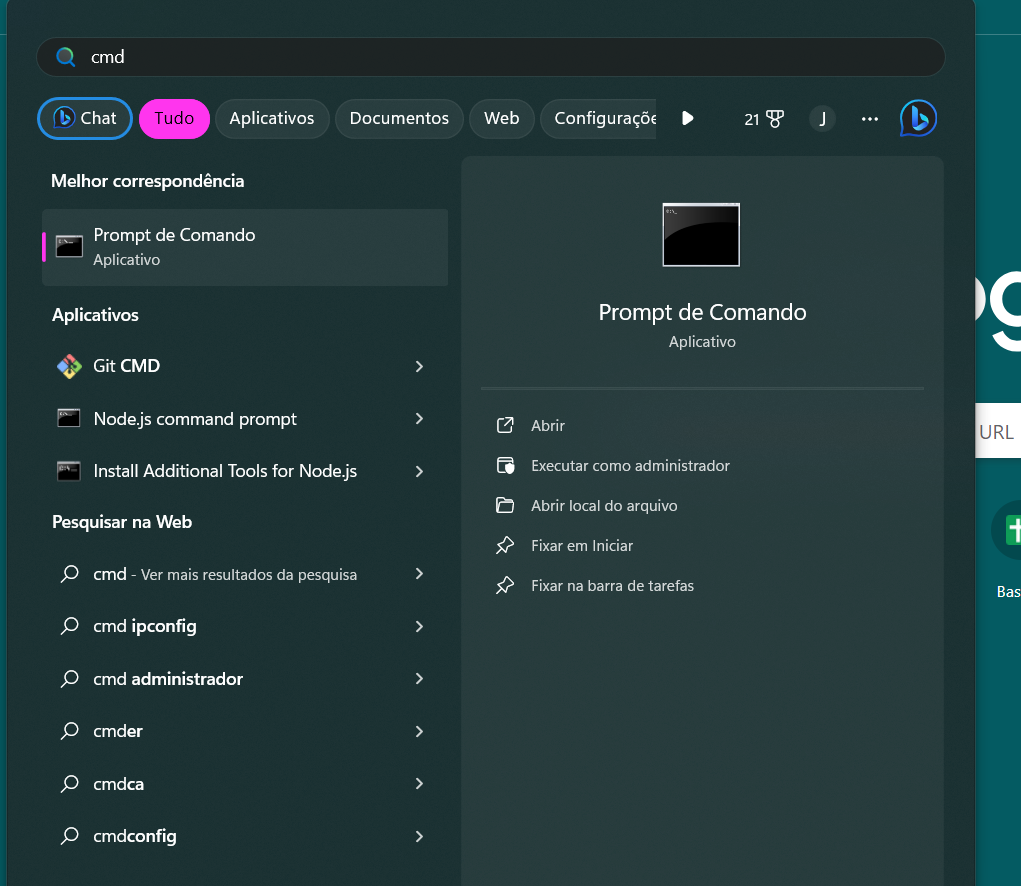 cmd
Chat
Tudo
Aplicativos
Documentos
Web
Configuraçõe
21
J
Melhor correspondência
Prompt de Comando
Aplicativo
Aplicativos
Git CMD
Node.js command prompt
Install Additional Tools for Node.js
Pesquisar na Web
cmd - Ver mais resultados da pesquisa
cmd ipconfig
cmd administrador
cmder
cmdca
cmdconfig
Prompt de Comando
Aplicativo
Abrir
Executar como administrador
Abrir local do arquivo
Fixar em Iniciar
Fixar na barra de tarefas
og
URL
Bas